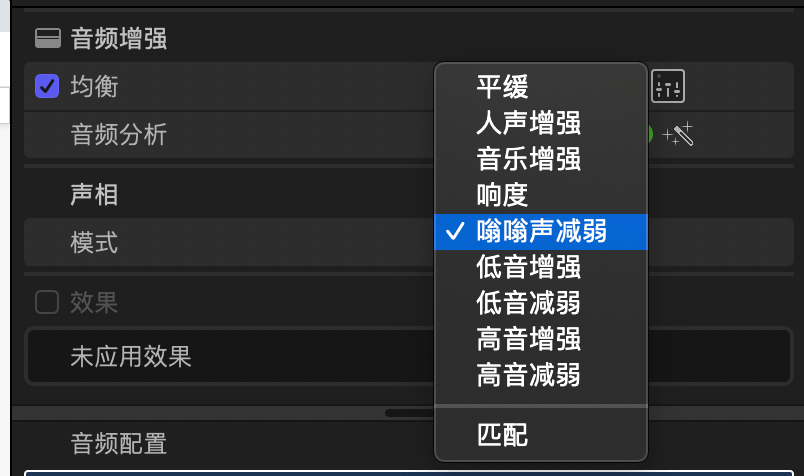 音频增强
均衡
音频分析
声相
模式
效果
未应用效果
音频配置
平缓
人声增强
音乐增强
响度
嗡嗡声减弱
低音增强
低音减弱
高音增强
高音减弱
匹配